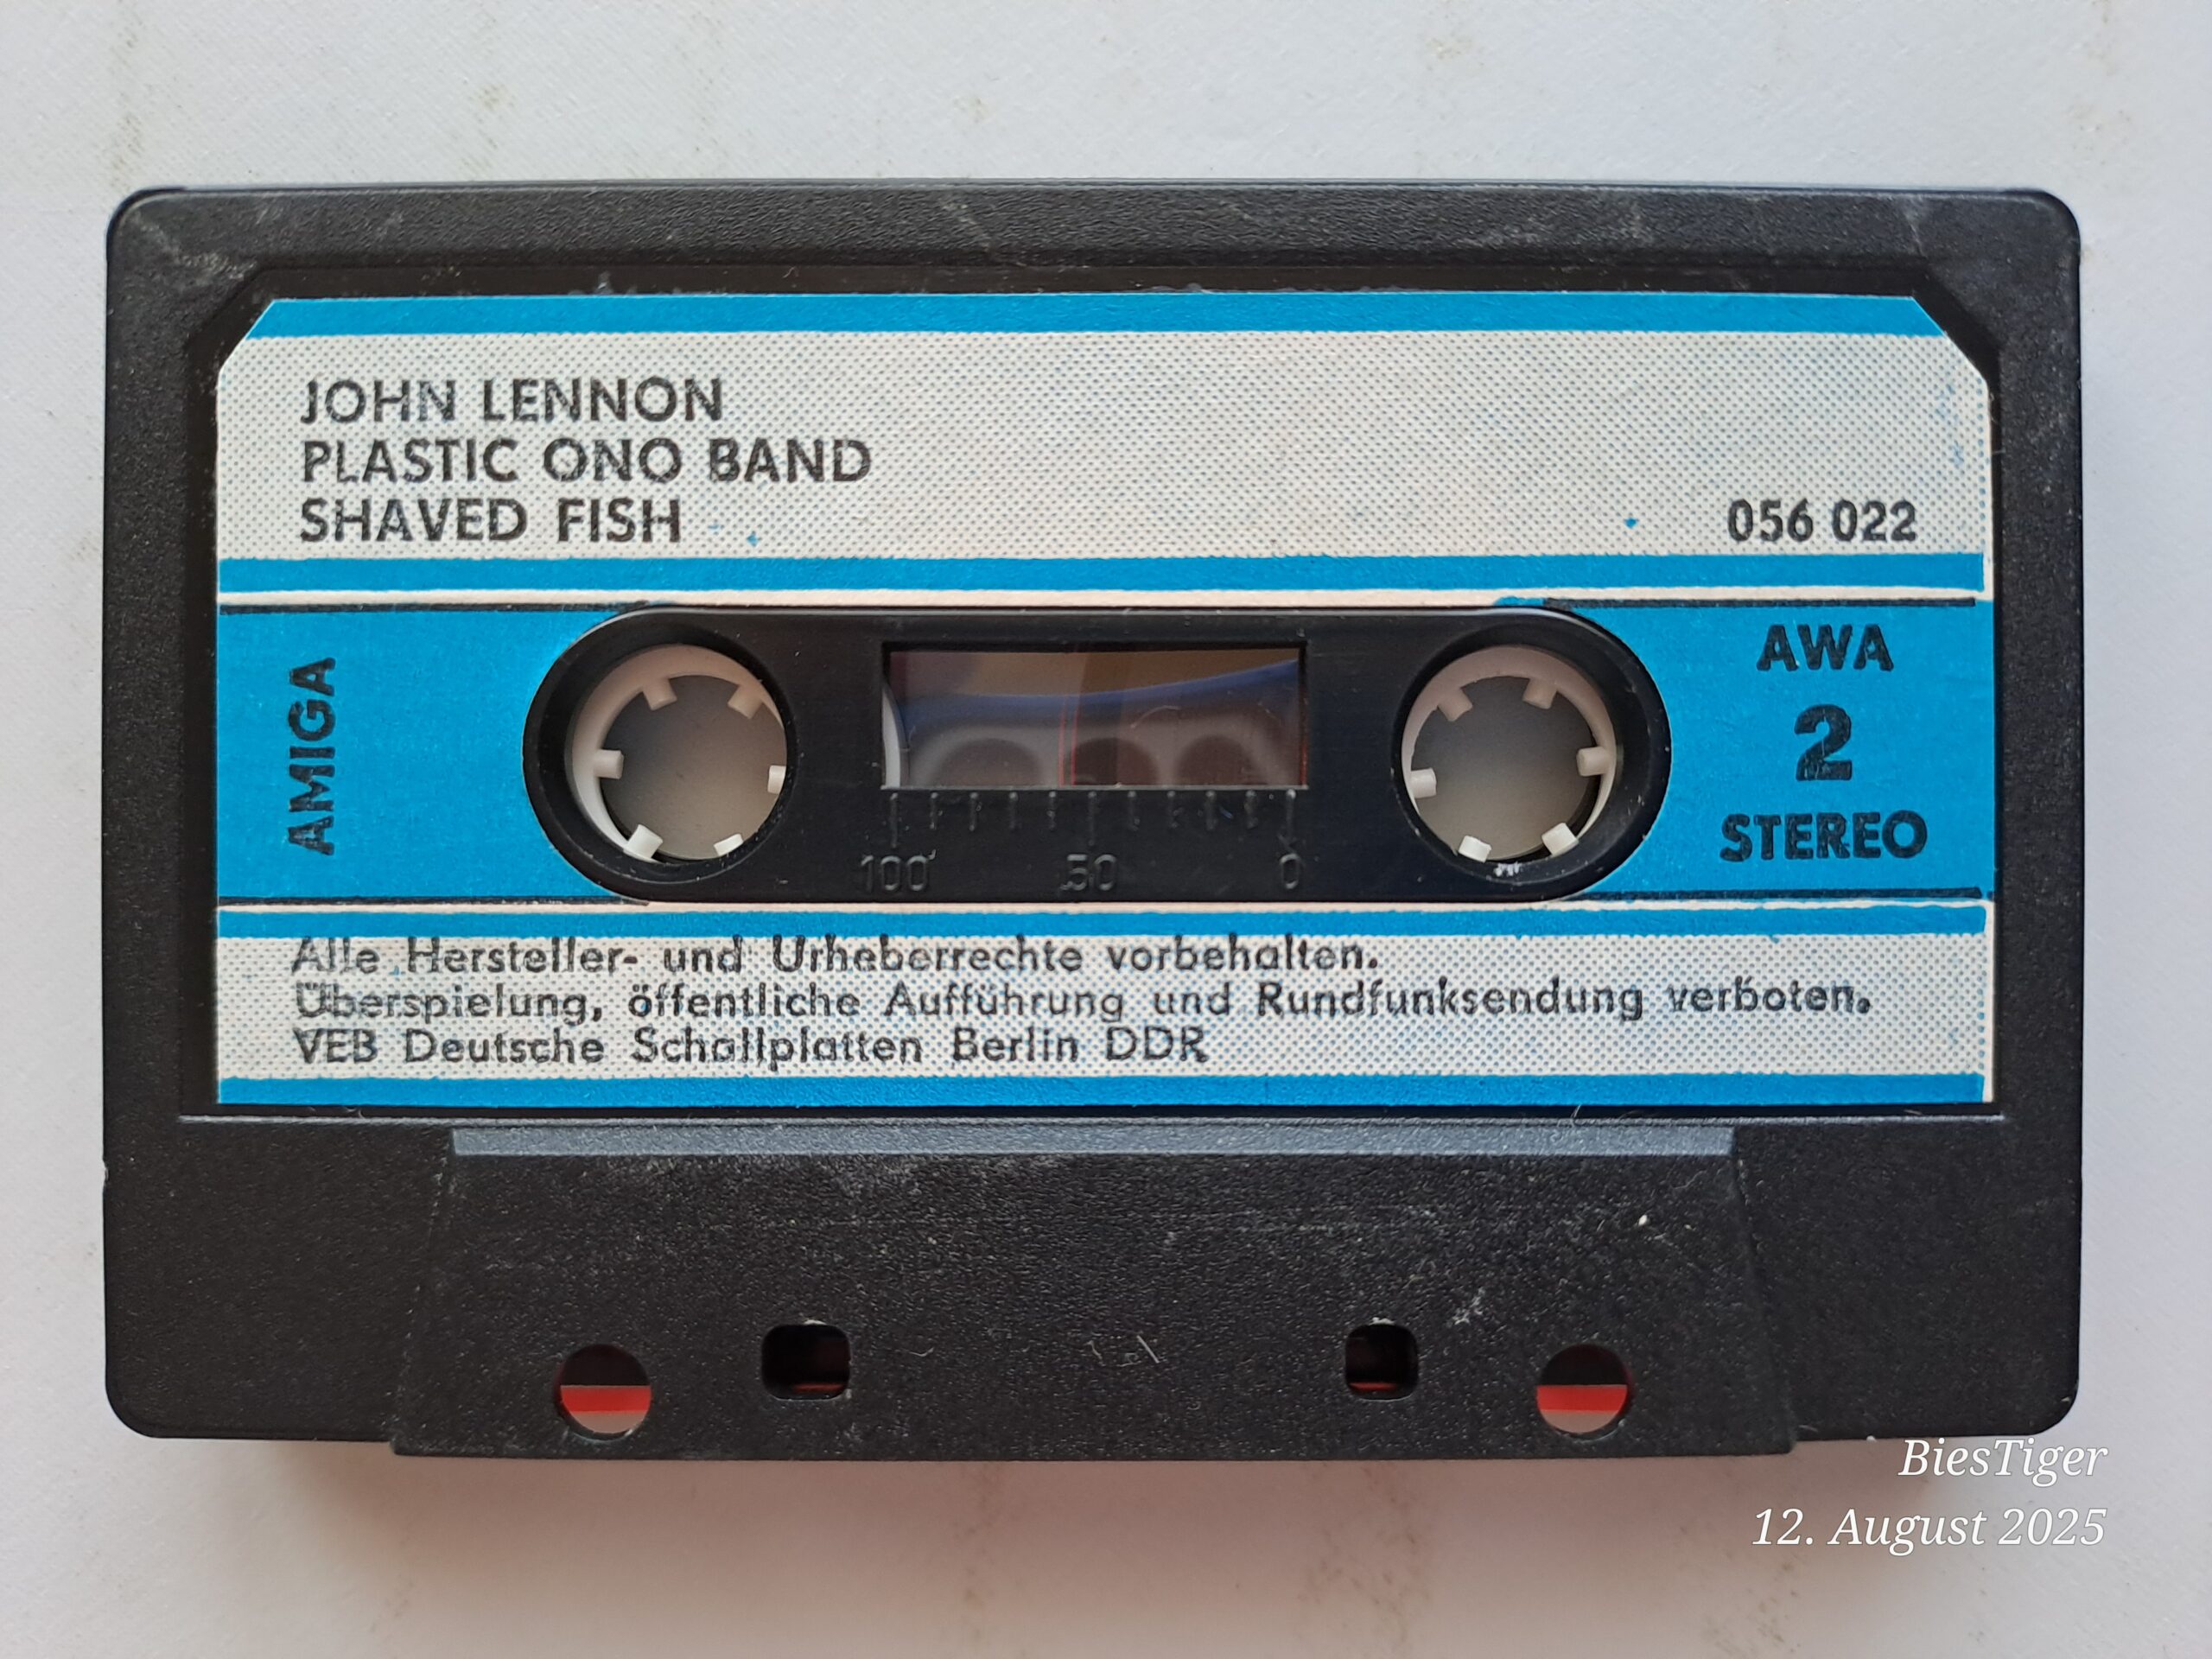 JOHN LENNON
PLASTIC ONO BAND
SHAVED FISH
056 022
AMIGA
AWA
2
STEREO
100 50 0
Alle Hersteller- und Urheberrechte vorbehalten.
Überspielung, öffentliche Aufführung und Rundfunksendung verboten.
VEB Deutsche Schallplatten Berlin DDR
BiesTiger
12. August 2025